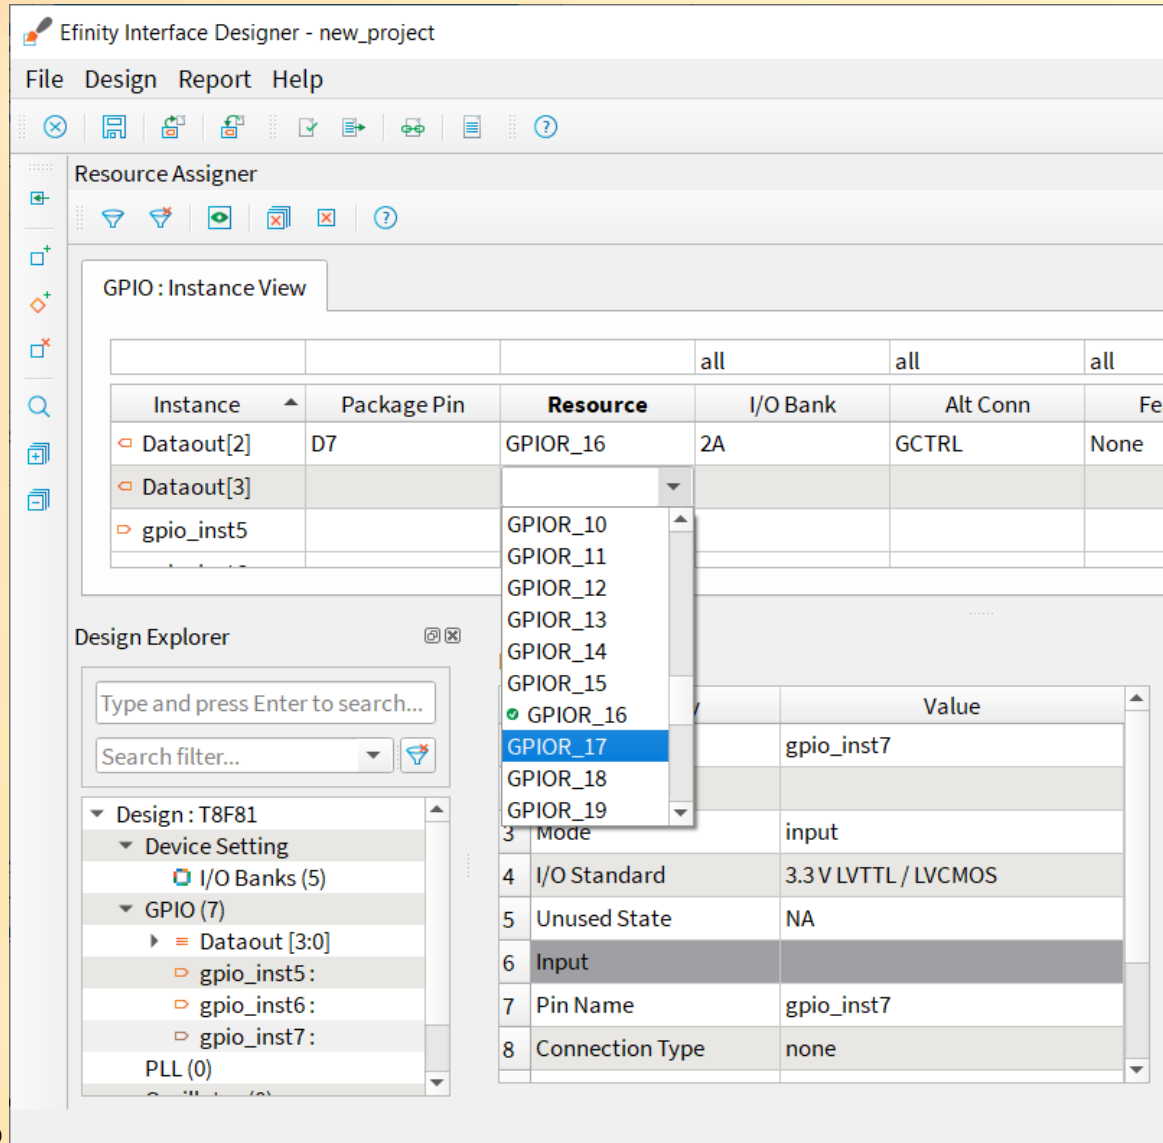 Efinity Interface Designer - new_project
File Design Report Help
Resource Assigner
GPIO : Instance View
all all all
Instance Package Pin Resource I/O Bank Alt Conn Fe
Dataout[2] D7 GPIOR_16 2A GCTRL None
Dataout[3]
gpio_inst5
GPIOR_10
GPIOR_11
GPIOR_12
GPIOR_13
GPIOR_14
GPIOR_15
GPIOR_16
GPIOR_17
GPIOR_18
GPIOR_19
Design Explorer
Type and press Enter to search...
Search filter...
Design : T8F81
Device Setting
I/O Banks (5)
GPIO (7)
Dataout [3:0]
gpio_inst5 :
gpio_inst6 :
gpio_inst7 :
PLL (0)
y Value
gpio_inst7
3 Mode input
4 I/O Standard 3.3 V LVTTL / LVCMOS
5 Unused State NA
6 Input
7 Pin Name gpio_inst7
8 Connection Type none